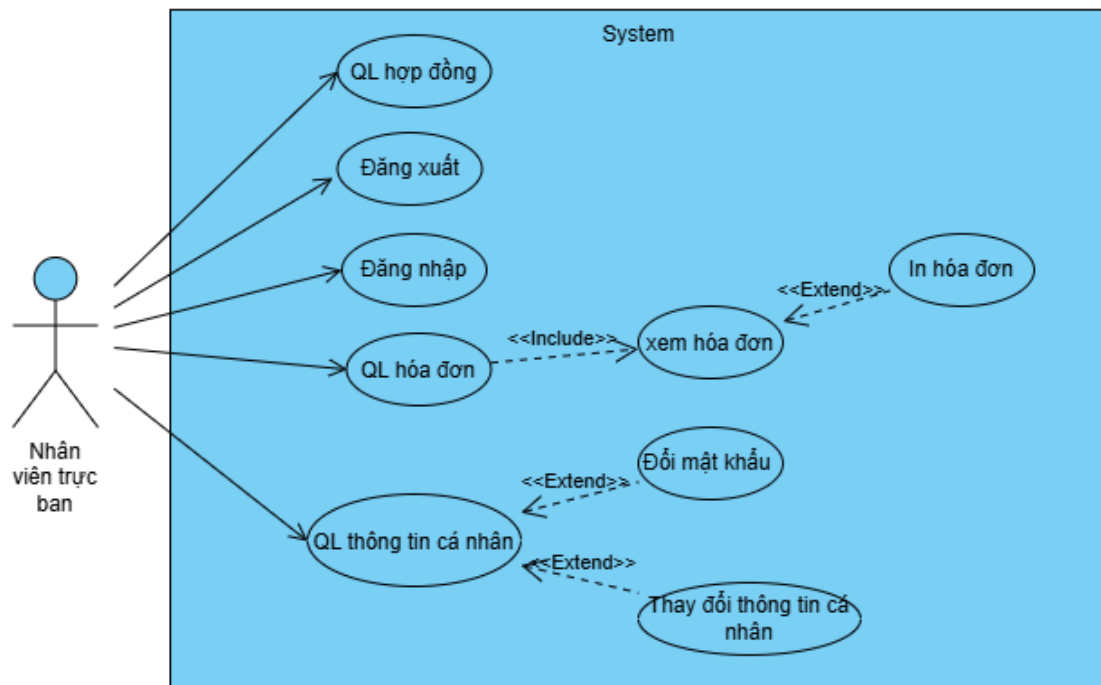 System
QL hợp đồng
Đăng xuất
Đăng nhập
In hóa đơn
<<Extend>>
xem hóa đơn
<<Include>>
QL hóa đơn
Nhân
viên trực
ban
Đổi mật khẩu
<<Extend>>
QL thông tin cá nhân
<<Extend>>
Thay đổi thông tin cá
nhân